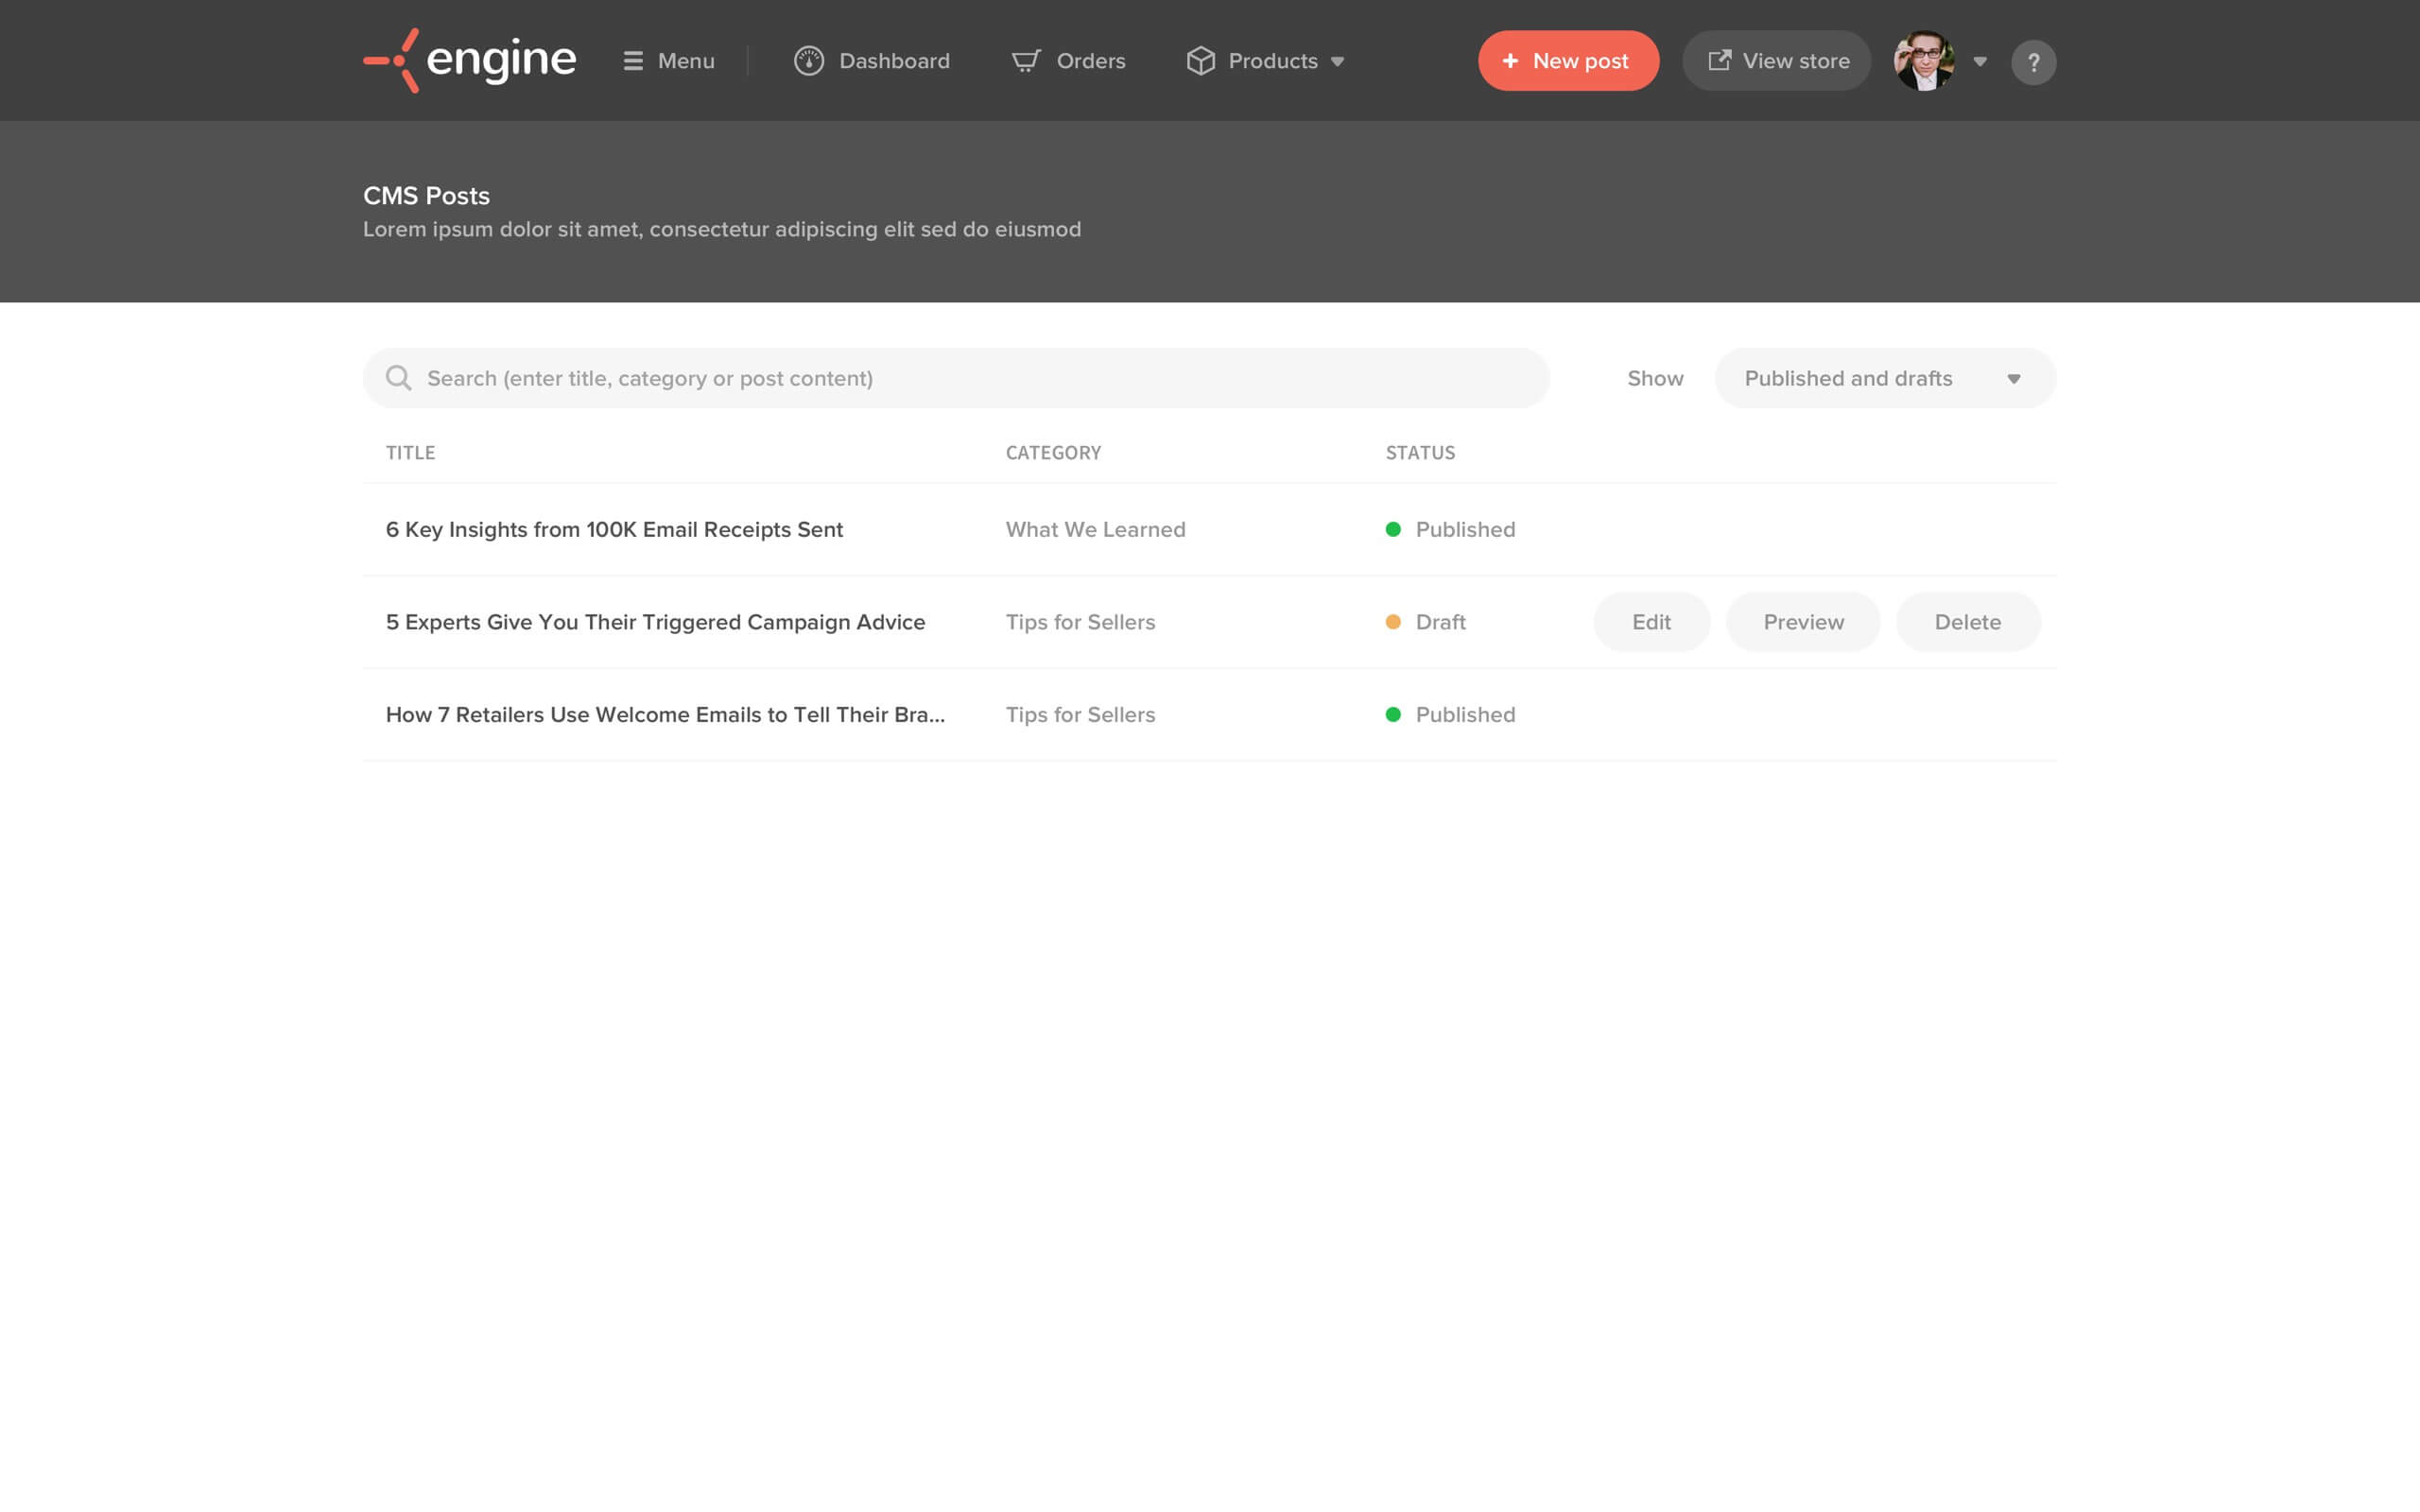 engine
Menu
Dashboard
Orders
Products
+ New post
View store
?
CMS Posts
Lorem ipsum dolor sit amet, consectetur adipiscing elit sed do eiusmod
Search (enter title, category or post content)
Show
Published and drafts
TITLE CATEGORY STATUS
6 Key Insights from 100K Email Receipts Sent What We Learned Published
5 Experts Give You Their Triggered Campaign Advice Tips for Sellers Draft Edit Preview Delete
How 7 Retailers Use Welcome Emails to Tell Their Bra... Tips for Sellers Published